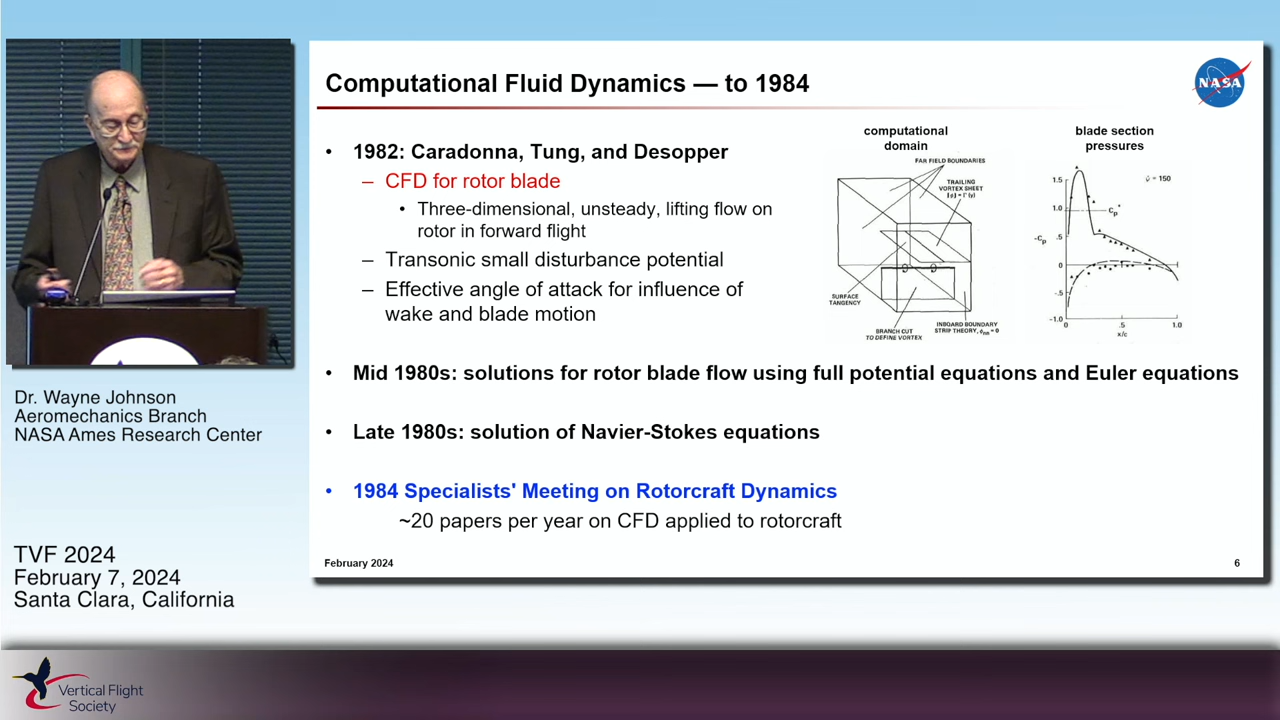 Computational Fluid Dynamics — to 1984
NASA
• 1982: Caradonna, Tung, and Desopper
– CFD for rotor blade
• Three-dimensional, unsteady, lifting flow on
rotor in forward flight
– Transonic small disturbance potential
– Effective angle of attack for influence of
wake and blade motion
computational
domain
FAR FIELD BOUNDARIES
TRAILING
VORTEX SHEET
SURFACE
TANGENCY
BRANCH CUT
TO DEFINE VORTEX
INBOARD BOUNDARY
blade section
pressures
1.5
1.0
.5
0
-.5
-1.0
-Cp
Cp*
= 150
0
.5
1.0
x/c
• Mid 1980s: solutions for rotor blade flow using full potential equations and Euler equations
• Late 1980s: solution of Navier-Stokes equations
• 1984 Specialists' Meeting on Rotorcraft Dynamics
~20 papers per year on CFD applied to rotorcraft
February 2024
6
Dr. Wayne Johnson
Aeromechanics Branch
NASA Ames Research Center
TVF 2024
February 7, 2024
Santa Clara, California
Vertical Flight
Society